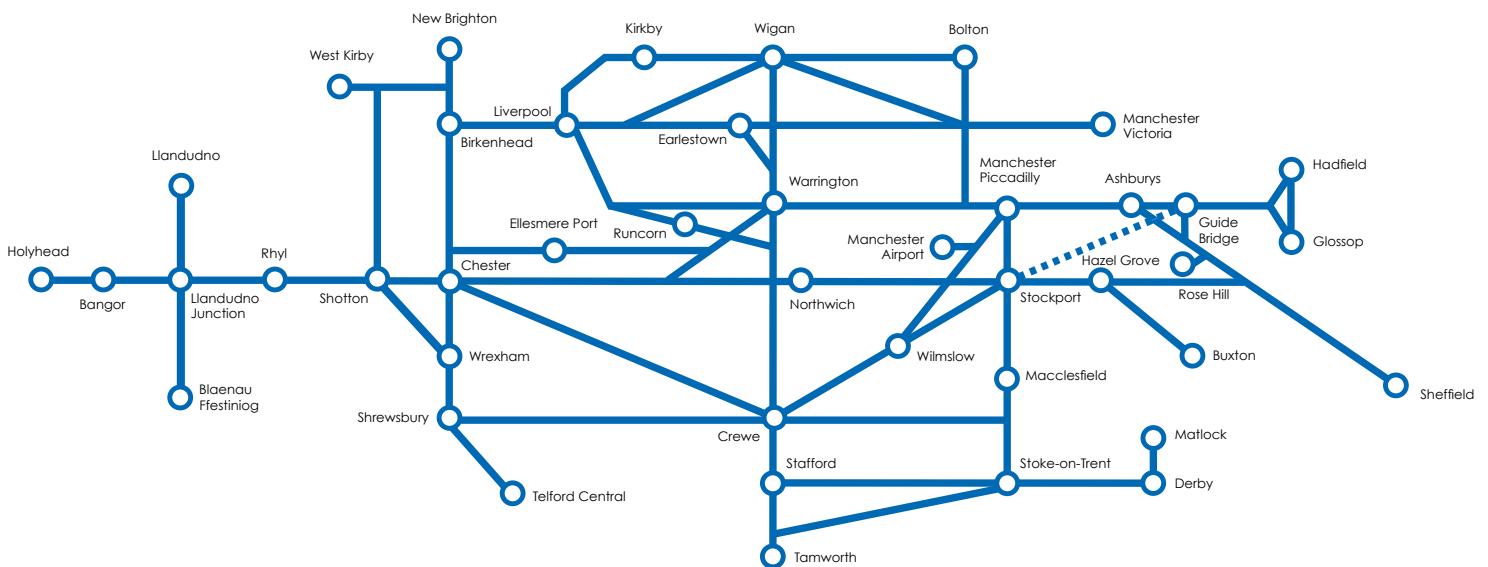 New Brighton
Kirkby
Wigan
Bolton
West Kirby
Liverpool
Manchester
Victoria
Birkenhead
Earlestown
Llandudno
Manchester
Piccadilly
Hadfield
Ashburys
Warrington
Ellesmere Port
Runcorn
Guide
Bridge
Glossop
Manchester
Airport
Holyhead
Rhyl
Chester
Hazel Grove
Bangor
Llandudno
Junction
Shotton
Northwich
Stockport
Rose Hill
Wrexham
Wilmslow
Buxton
Macclesfield
Blaenau
Ffestiniog
Sheffield
Shrewsbury
Crewe
Matlock
Stafford
Stoke-on-Trent
Derby
Telford Central
Tamworth